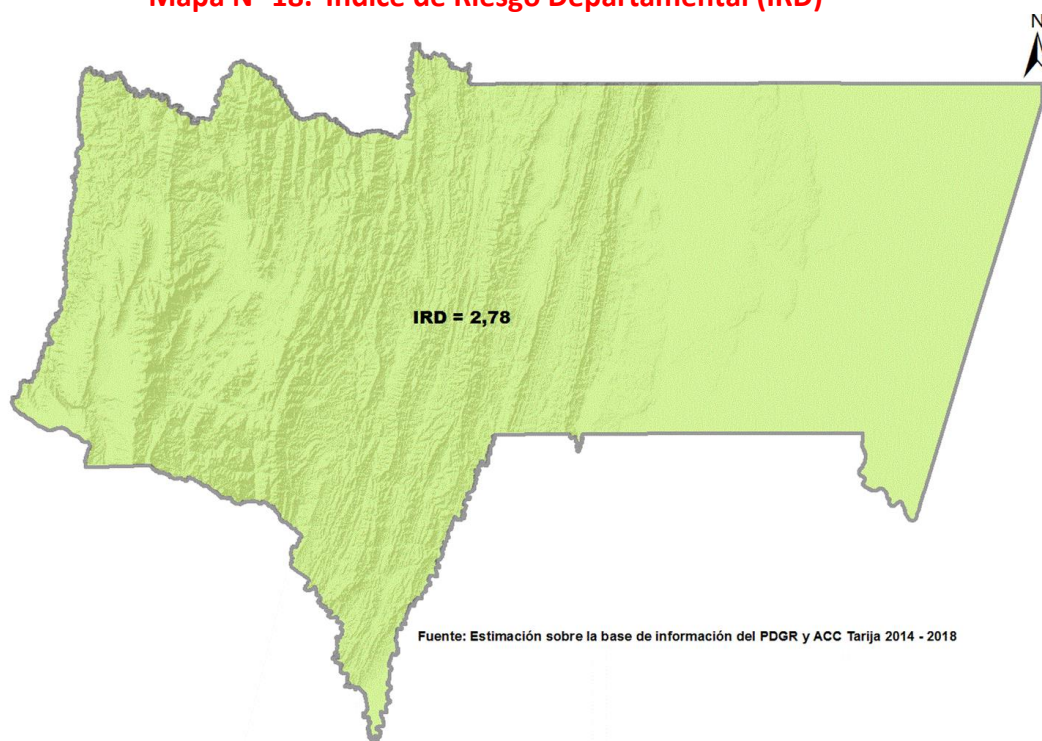 Mapa N° 18: Índice de Riesgo Departamental (IRD)
N
IRD = 2,78
Fuente: Estimación sobre la base de información del PDGR y ACC Tarija 2014 - 2018